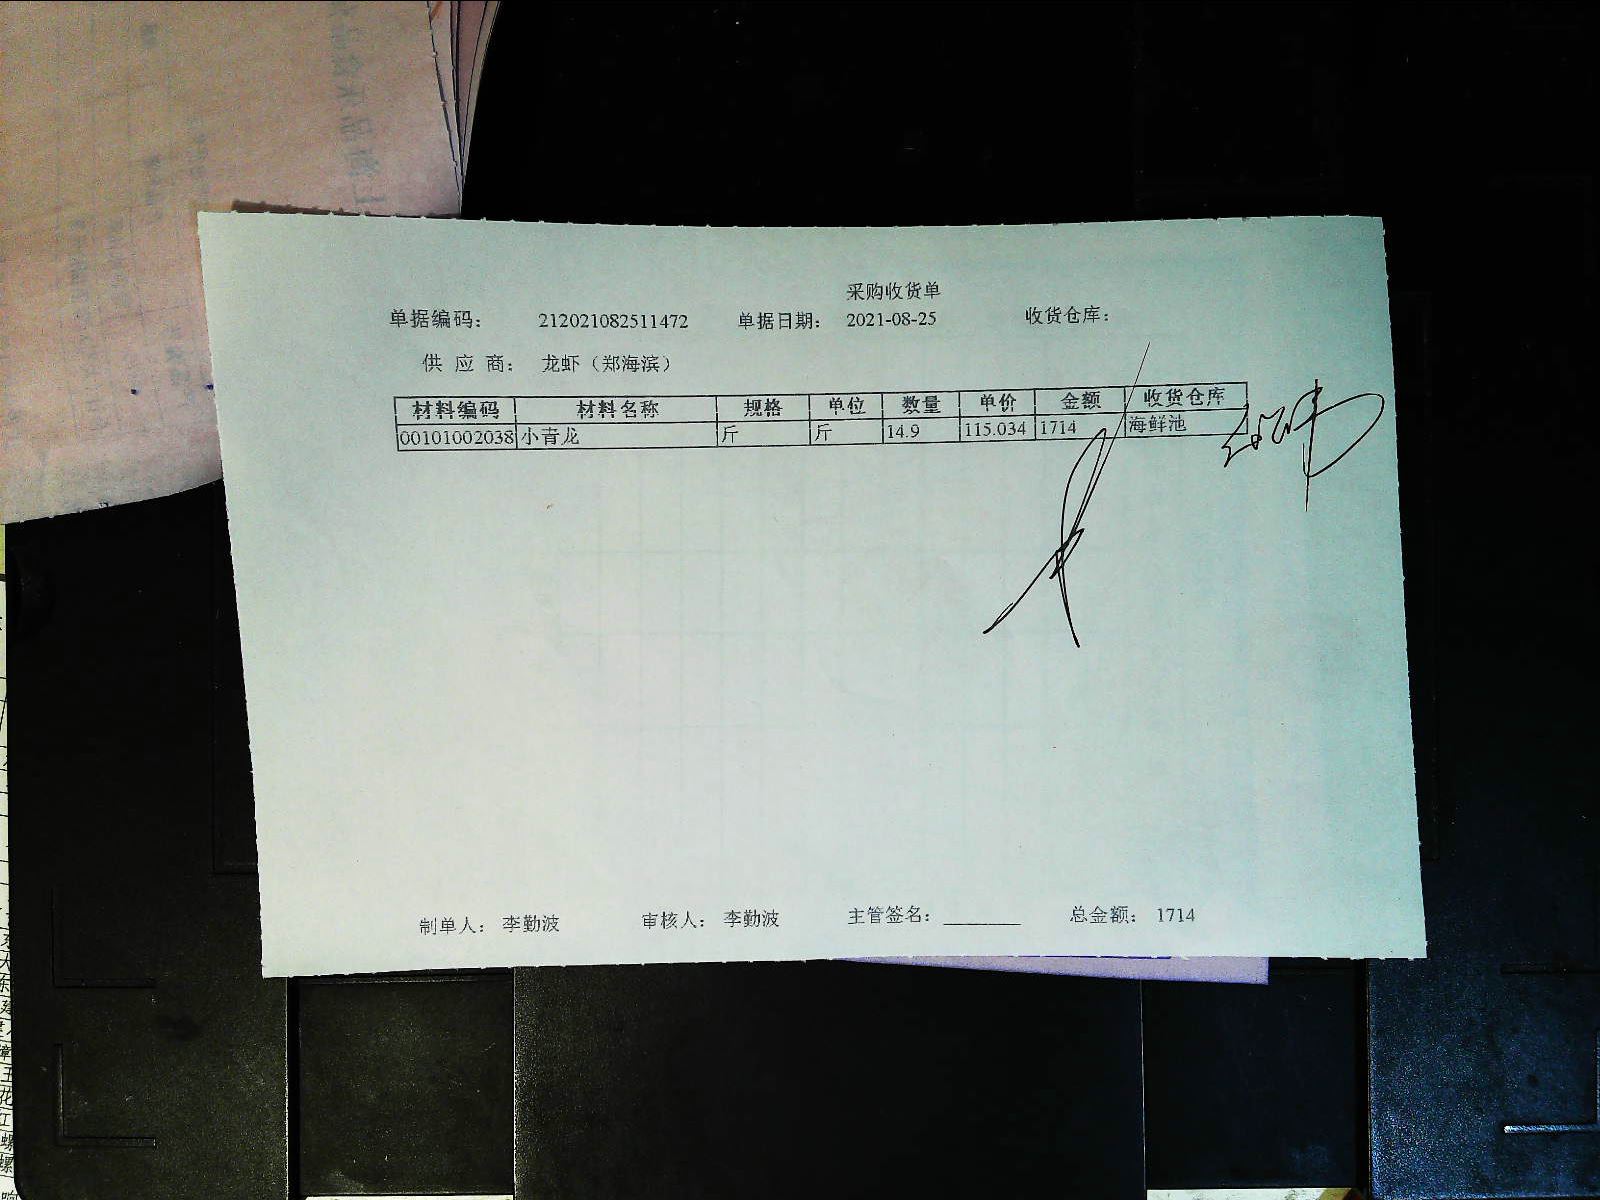 采购收货单
单据编码： 212021082511472 单据日期： 2021-08-25 收货仓库：
供 应 商： 龙虾（郑海滨）
材料编码 材料名称 规格 单位 数量 单价 金额 收货仓库
00101002038 小青龙 斤 斤 14.9 115.034 1714 海鲜池
制单人： 李勤波 审核人： 李勤波 主管签名： 总金额： 1714